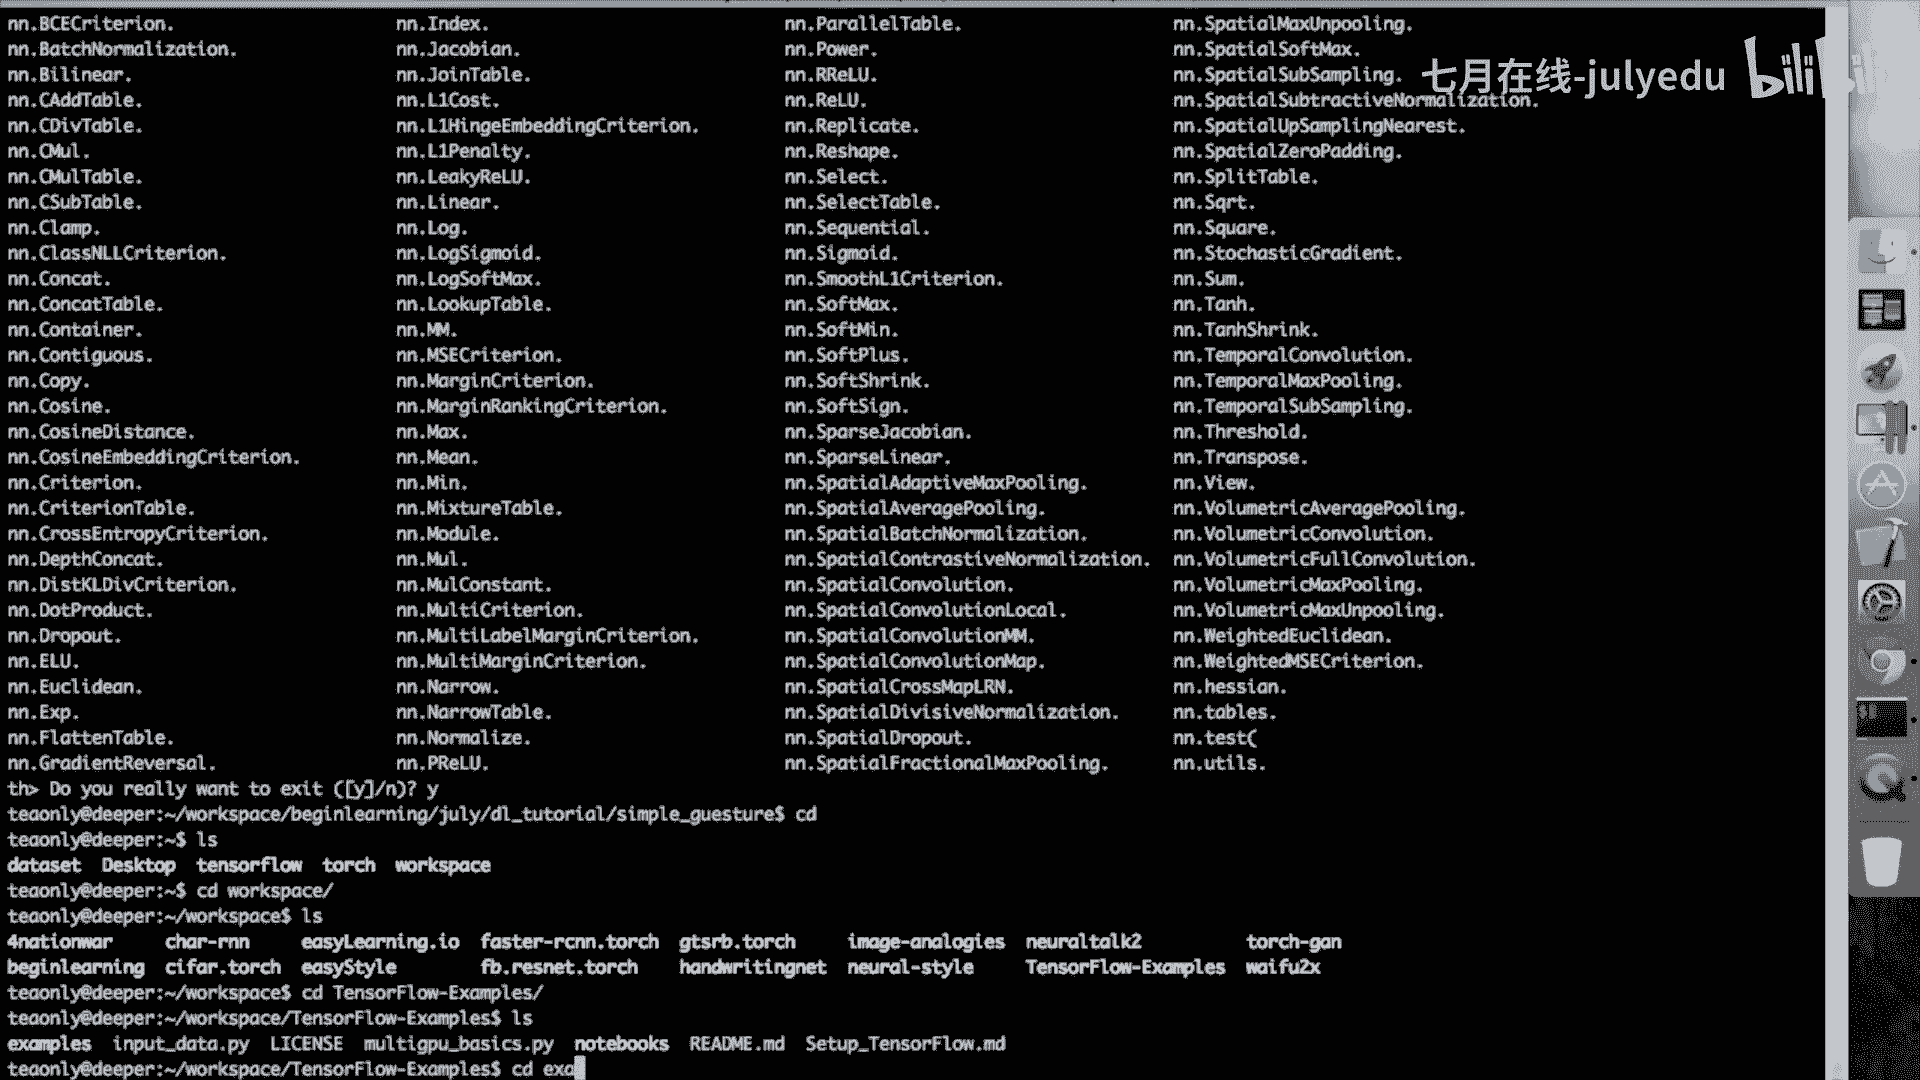 nn.BCECriterion. nn.Index. nn.ParallelTable. nn.SpatialMaxUnpooling.
nn.BatchNormalization. nn.Jacobian. nn.Power. nn.SpatialSoftMax.
nn.Bilinear. nn.JoinTable. nn.RReLU. nn.SpatialSubSampling.
七月在线-julyedu bilibili
nn.CAddTable. nn.L1Cost. nn.ReLU. nn.SpatialSubtractiveNormalization.
nn.CDivTable. nn.L1HingeEmbeddingCriterion. nn.Replicate. nn.SpatialUpSamplingNearest.
nn.CMul. nn.L1Penalty. nn.Reshape. nn.SpatialZeroPadding.
nn.CMulTable. nn.LeakyReLU. nn.Select. nn.SplitTable.
nn.CSubTable. nn.Linear. nn.SelectTable. nn.Sqrt.
nn.Clamp. nn.Log. nn.Sequential. nn.Square.
nn.ClassNLLCriterion. nn.LogSigmoid. nn.Sigmoid. nn.StochasticGradient.
nn.Concat. nn.LogSoftMax. nn.SmoothL1Criterion. nn.Sum.
nn.ConcatTable. nn.LookupTable. nn.SoftMax. nn.Tanh.
nn.Container. nn.MM. nn.SoftMin. nn.TanhShrink.
nn.Contiguous. nn.MSECriterion. nn.SoftPlus. nn.TemporalConvolution.
nn.Copy. nn.MarginCriterion. nn.SoftShrink. nn.TemporalMaxPooling.
nn.Cosine. nn.MarginRankingCriterion. nn.SoftSign. nn.TemporalSubSampling.
nn.CosineDistance. nn.Max. nn.SparseJacobian. nn.Threshold.
nn.CosineEmbeddingCriterion. nn.Mean. nn.SparseLinear. nn.Transpose.
nn.Criterion. nn.Min. nn.SpatialAdaptiveMaxPooling. nn.View.
nn.CriterionTable. nn.MixtureTable. nn.SpatialAveragePooling. nn.VolumetricAveragePooling.
nn.CrossEntropyCriterion. nn.Module. nn.SpatialBatchNormalization. nn.VolumetricConvolution.
nn.DepthConcat. nn.Mul. nn.SpatialContrastiveNormalization. nn.VolumetricFullConvolution.
nn.DistKLDivCriterion. nn.MulConstant. nn.SpatialConvolution. nn.VolumetricMaxPooling.
nn.DotProduct. nn.MultiCriterion. nn.SpatialConvolutionLocal. nn.VolumetricMaxUnpooling.
nn.Dropout. nn.MultiLabelMarginCriterion. nn.SpatialConvolutionMM. nn.WeightedEuclidean.
nn.ELU. nn.MultiMarginCriterion. nn.SpatialConvolutionMap. nn.WeightedMSECriterion.
nn.Euclidean. nn.Narrow. nn.SpatialCrossMapLRN. nn.hessian.
nn.Exp. nn.NarrowTable. nn.SpatialDivisiveNormalization. nn.tables.
nn.FlattenTable. nn.Normalize. nn.SpatialDropout. nn.test(
nn.GradientReversal. nn.PReLU. nn.SpatialFractionalMaxPooling. nn.utils.
th> Do you really want to exit ([y]/n)? y
teaonly@deeper:~/workspace/beginlearning/july/dl_tutorial/simple_guesture$ cd
teaonly@deeper:~$ ls
dataset Desktop tensorflow torch workspace
teaonly@deeper:~$ cd workspace/
teaonly@deeper:~/workspace$ ls
4nationwar char-rnn easyLearning.io faster-rcnn.torch gtsrb.torch image-analogies neuraltalk2 torch-gan
beginlearning cifar.torch easyStyle fb.resnet.torch handwritingnet neural-style TensorFlow-Examples waifu2x
teaonly@deeper:~/workspace$ cd TensorFlow-Examples/
teaonly@deeper:~/workspace/TensorFlow-Examples$ ls
examples input_data.py LICENSE multigpu_basics.py notebooks README.md Setup_TensorFlow.md
teaonly@deeper:~/workspace/TensorFlow-Examples$ cd exa